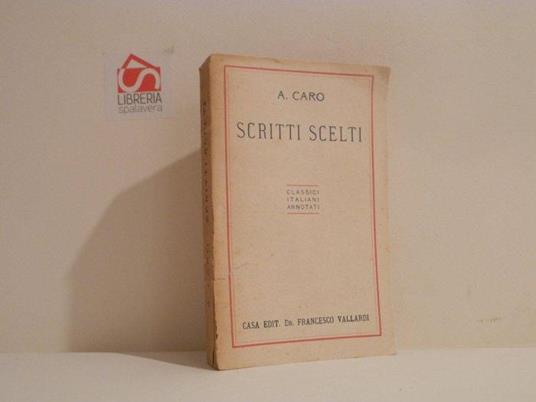 LIBRERIA
spalavera
A. CARO
SCRITTI SCELTI
CLASSICI
ITALIANI
ANNOTATI
CASA EDIT. DR. FRANCESCO VALLARDI